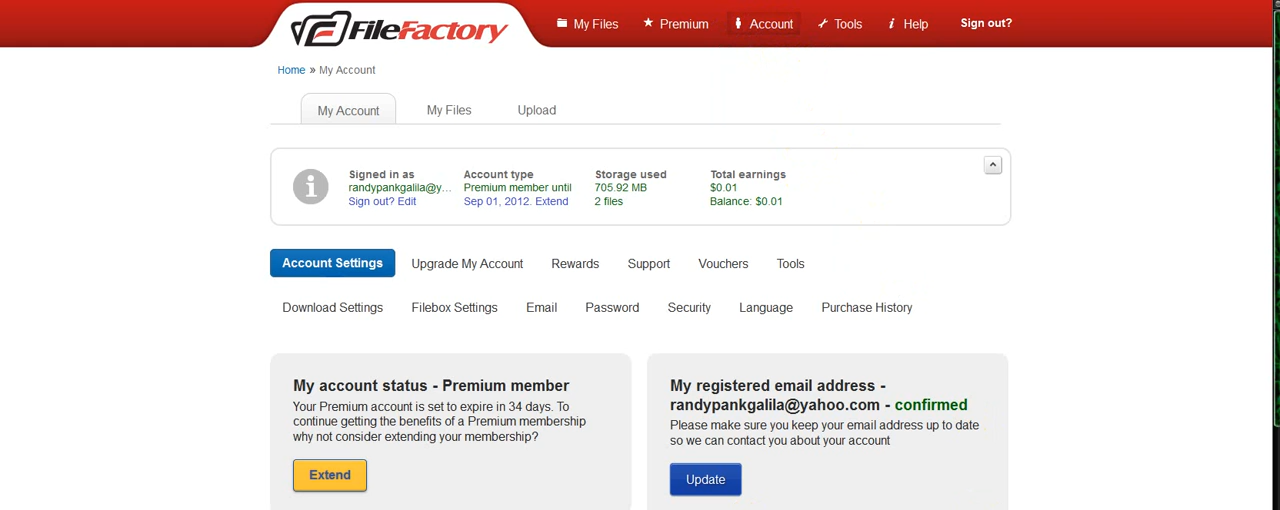 FileFactory
My Files
Premium
Account
Tools
Help
Sign out?
Home » My Account
My Account
My Files
Upload
Signed in as
randypankgalila@y...
Sign out? Edit
Account type
Premium member until
Sep 01, 2012. Extend
Storage used
705.92 MB
2 files
Total earnings
$0.01
Balance: $0.01
Account Settings
Upgrade My Account
Rewards
Support
Vouchers
Tools
Download Settings
Filebox Settings
Email
Password
Security
Language
Purchase History
My account status - Premium member
Your Premium account is set to expire in 34 days. To
continue getting the benefits of a Premium membership
why not consider extending your membership?
Extend
My registered email address -
randypankgalila@yahoo.com - confirmed
Please make sure you keep your email address up to date
so we can contact you about your account
Update